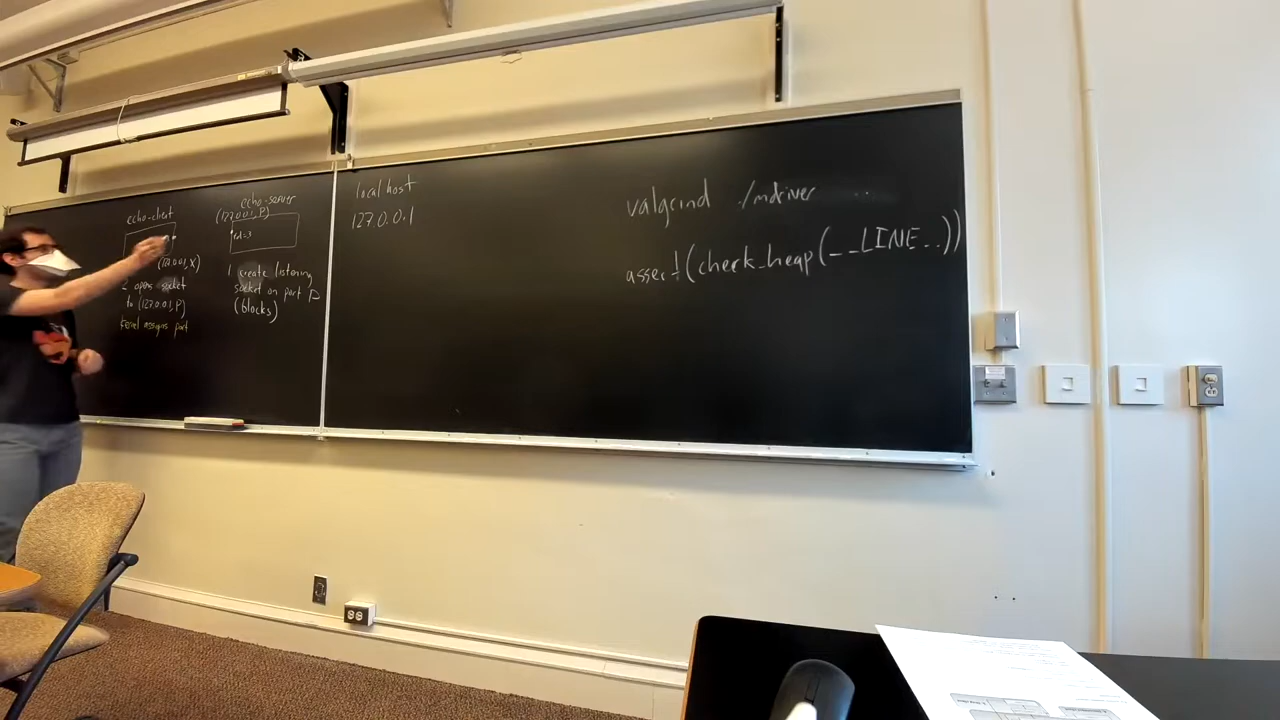 echo-client
(127.0.0.1, X)
2 opens socket
to (127.0.0.1, P)
kernel assigns port
echo-server
(127.0.0.1, P)
1 create listening
socket on port P
(blocks)
localhost
127.0.0.1
valgrind ./mdriver ...
assert(check_heap(__LINE__))